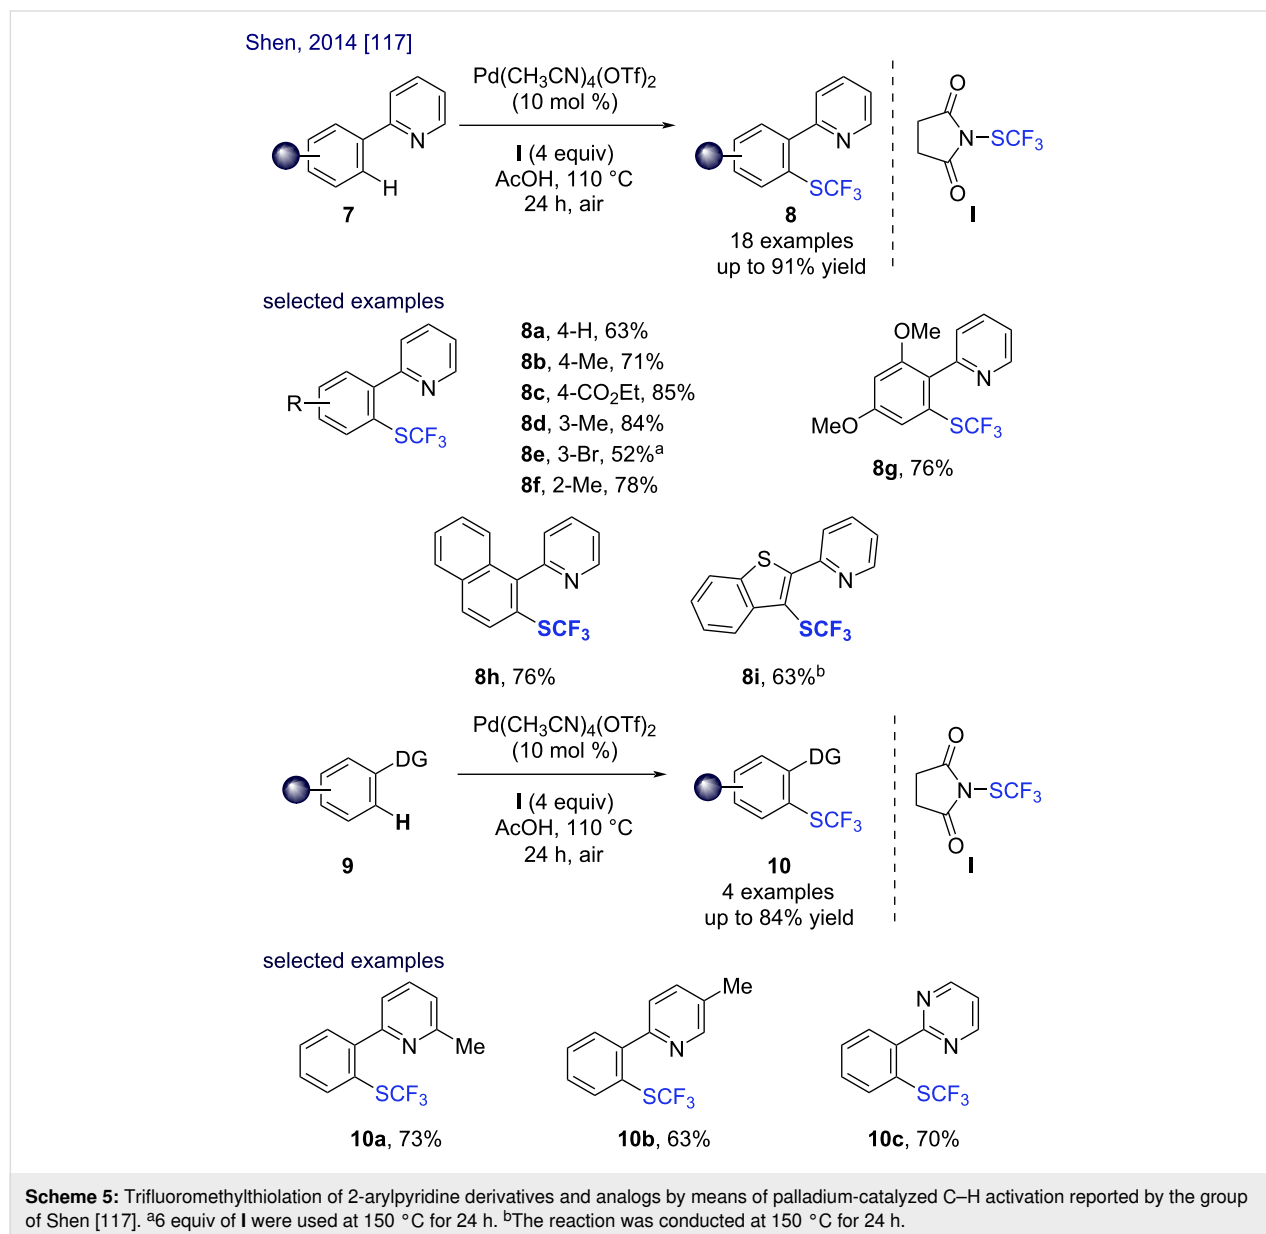 Shen, 2014 [117]
Pd(CH3CN)4(OTf)2
(10 mol %)
I (4 equiv)
AcOH, 110 °C
24 h, air
N
H
7
N
SCF3
8
18 examples
up to 91% yield
O
N
SCF3
O
I
selected examples
R
N
SCF3
8a, 4-H, 63%
8b, 4-Me, 71%
8c, 4-CO2Et, 85%
8d, 3-Me, 84%
8e, 3-Br, 52%a
8f, 2-Me, 78%
OMe
N
MeO
SCF3
8g, 76%
N
SCF3
8h, 76%
S
N
SCF3
8i, 63%b
Pd(CH3CN)4(OTf)2
(10 mol %)
I (4 equiv)
AcOH, 110 °C
24 h, air
DG
H
9
DG
SCF3
10
4 examples
up to 84% yield
O
N
SCF3
O
I
selected examples
N
Me
SCF3
10a, 73%
Me
N
SCF3
10b, 63%
N
N
SCF3
10c, 70%
Scheme 5: Trifluoromethylthiolation of 2-arylpyridine derivatives and analogs by means of palladium-catalyzed C–H activation reported by the group
of Shen [117]. a6 equiv of I were used at 150 °C for 24 h. bThe reaction was conducted at 150 °C for 24 h.